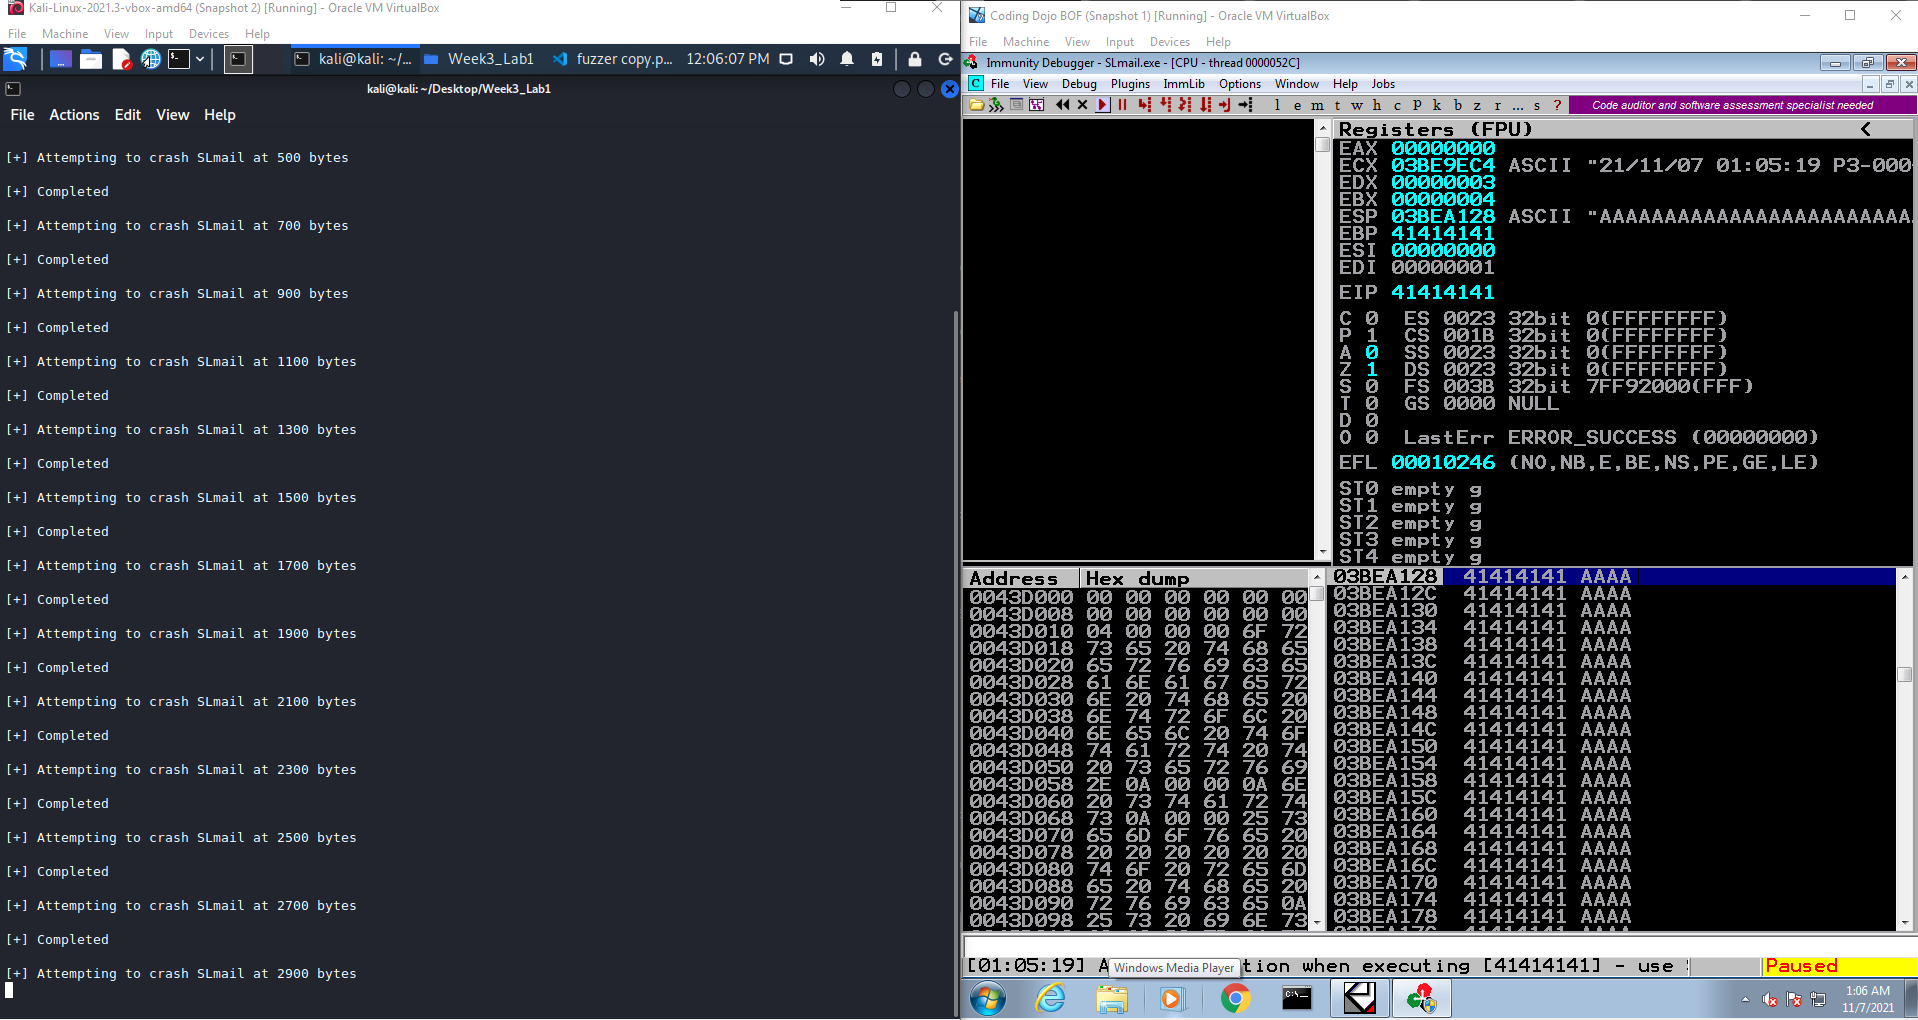 Kali-Linux-2021.3-vbox-amd64 (Snapshot 2) [Running] - Oracle VM VirtualBox
File Machine View Input Devices Help
kali@kali: ~/... Week3_Lab1 fuzzer copy.p... 12:06:07 PM
kali@kali: ~/Desktop/Week3_Lab1
File Actions Edit View Help
[+] Attempting to crash SLmail at 500 bytes
[+] Completed
[+] Attempting to crash SLmail at 700 bytes
[+] Completed
[+] Attempting to crash SLmail at 900 bytes
[+] Completed
[+] Attempting to crash SLmail at 1100 bytes
[+] Completed
[+] Attempting to crash SLmail at 1300 bytes
[+] Completed
[+] Attempting to crash SLmail at 1500 bytes
[+] Completed
[+] Attempting to crash SLmail at 1700 bytes
[+] Completed
[+] Attempting to crash SLmail at 1900 bytes
[+] Completed
[+] Attempting to crash SLmail at 2100 bytes
[+] Completed
[+] Attempting to crash SLmail at 2300 bytes
[+] Completed
[+] Attempting to crash SLmail at 2500 bytes
[+] Completed
[+] Attempting to crash SLmail at 2700 bytes
[+] Completed
[+] Attempting to crash SLmail at 2900 bytes
Coding Dojo BOF (Snapshot 1) [Running] - Oracle VM VirtualBox
File Machine View Input Devices Help
Immunity Debugger - SLmail.exe - [CPU - thread 0000052C]
C File View Debug Plugins ImmLib Options Window Help Jobs
l e m t w h c P k b z r ... s ? Code auditor and software assessment specialist needed
Registers (FPU) <
EAX 00000000
ECX 03BE9EC4 ASCII "21/11/07 01:05:19 P3-000
EDX 00000003
EBX 00000004
ESP 03BEA128 ASCII "AAAAAAAAAAAAAAAAAAAAAAAA
EBP 41414141
ESI 00000000
EDI 00000001
EIP 41414141
C 0 ES 0023 32bit 0(FFFFFFFF)
P 1 CS 001B 32bit 0(FFFFFFFF)
A 0 SS 0023 32bit 0(FFFFFFFF)
Z 1 DS 0023 32bit 0(FFFFFFFF)
S 0 FS 003B 32bit 7FF92000(FFF)
T 0 GS 0000 NULL
D 0
O 0 LastErr ERROR_SUCCESS (00000000)
EFL 00010246 (NO,NB,E,BE,NS,PE,GE,LE)
ST0 empty g
ST1 empty g
ST2 empty g
ST3 empty g
ST4 empty g
Address Hex dump
0043D000 00 00 00 00 00 00
0043D008 00 00 00 00 00 00
0043D010 04 00 00 00 6F 72
0043D018 73 65 20 74 68 65
0043D020 65 72 76 69 63 65
0043D028 61 6E 61 67 65 72
0043D030 6E 20 74 68 65 20
0043D038 6E 74 72 6F 6C 20
0043D040 6E 65 6C 20 74 6F
0043D048 74 61 72 74 20 74
0043D050 20 73 65 72 76 69
0043D058 2E 0A 00 00 0A 6E
0043D060 20 73 74 61 72 74
0043D068 73 0A 00 00 25 73
0043D070 65 6D 6F 76 65 20
0043D078 20 20 20 20 20 20
0043D080 74 6F 20 72 65 6D
0043D088 65 20 74 68 65 20
0043D090 72 76 69 63 65 0A
0043D098 25 73 20 69 6E 73
03BEA128 41414141 AAAA
03BEA12C 41414141 AAAA
03BEA130 41414141 AAAA
03BEA134 41414141 AAAA
03BEA138 41414141 AAAA
03BEA13C 41414141 AAAA
03BEA140 41414141 AAAA
03BEA144 41414141 AAAA
03BEA148 41414141 AAAA
03BEA14C 41414141 AAAA
03BEA150 41414141 AAAA
03BEA154 41414141 AAAA
03BEA158 41414141 AAAA
03BEA15C 41414141 AAAA
03BEA160 41414141 AAAA
03BEA164 41414141 AAAA
03BEA168 41414141 AAAA
03BEA16C 41414141 AAAA
03BEA170 41414141 AAAA
03BEA174 41414141 AAAA
03BEA178 41414141 AAAA
[01:05:19] A Windows Media Player tion when executing [41414141] - use Paused
1:06 AM
11/7/2021